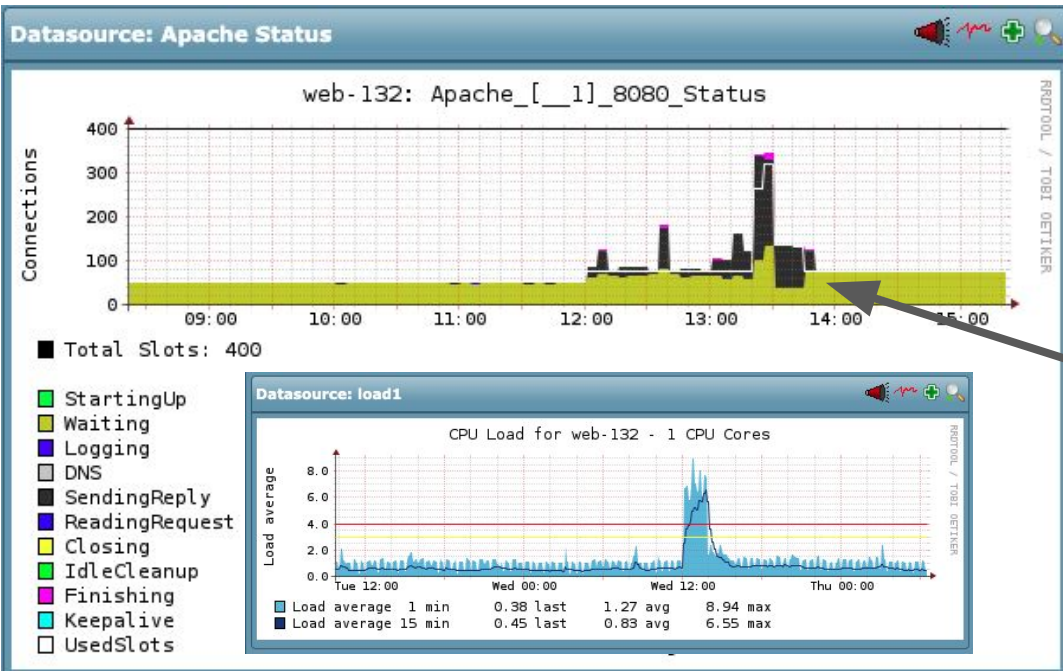 Datasource: Apache Status
web-132: Apache_[__1]_8080_Status
RRDTOOL / TOBI OETIKER
Connections
400
300
200
100
0
09:00 10:00 11:00 12:00 13:00 14:00 15:00
Total Slots: 400
StartingUp
Waiting
Logging
DNS
SendingReply
ReadingRequest
Closing
IdleCleanup
Finishing
Keepalive
UsedSlots
Datasource: load1
CPU Load for web-132 - 1 CPU Cores
RRDTOOL / TOBI OETIKER
Load average
8.0
6.0
4.0
2.0
0.0
Tue 12:00 Wed 00:00 Wed 12:00 Thu 00:00
Load average 1 min 0.38 last 1.27 avg 8.94 max
Load average 15 min 0.45 last 0.83 avg 6.55 max